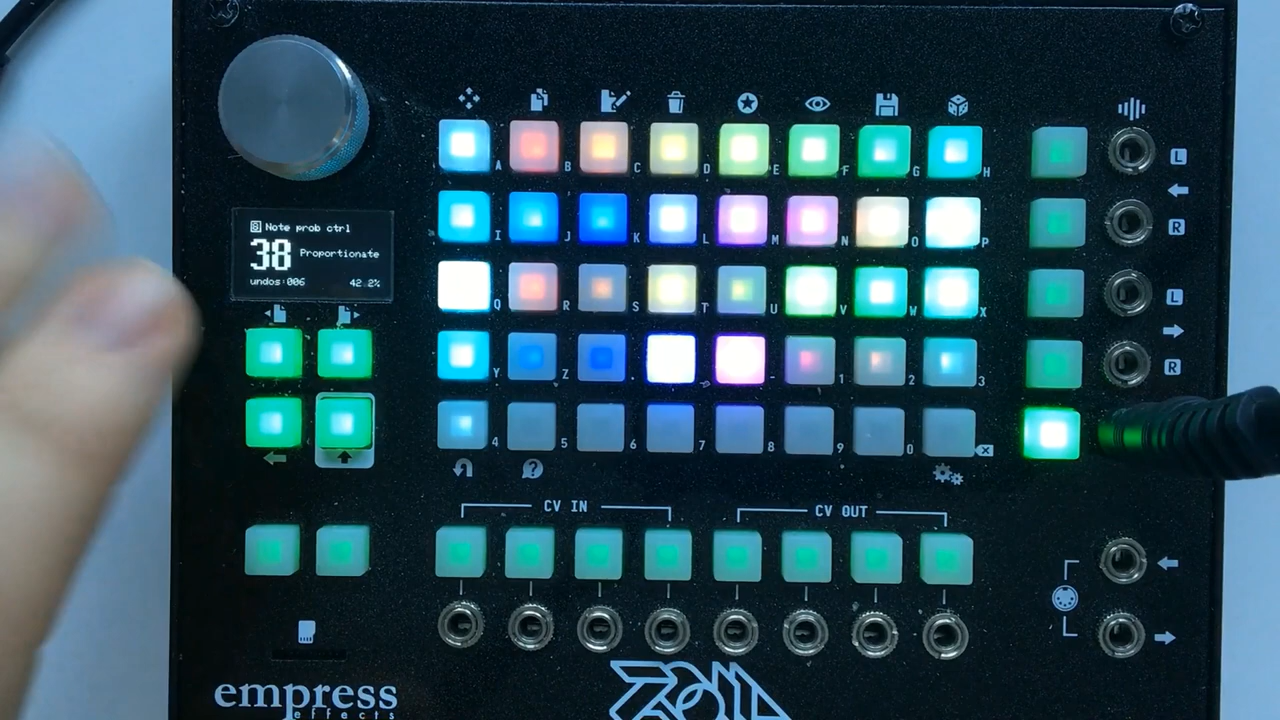 A B C D E F G H
L
I J K L M N O P
R
Note prob ctrl
38 Proportionate
undos:006 42.2%
Q R S T U V W X
L
Y Z . - 1 2 3
R
4 5 6 7 8 9 0
CV IN
CV OUT
empress
effects
ZOIA